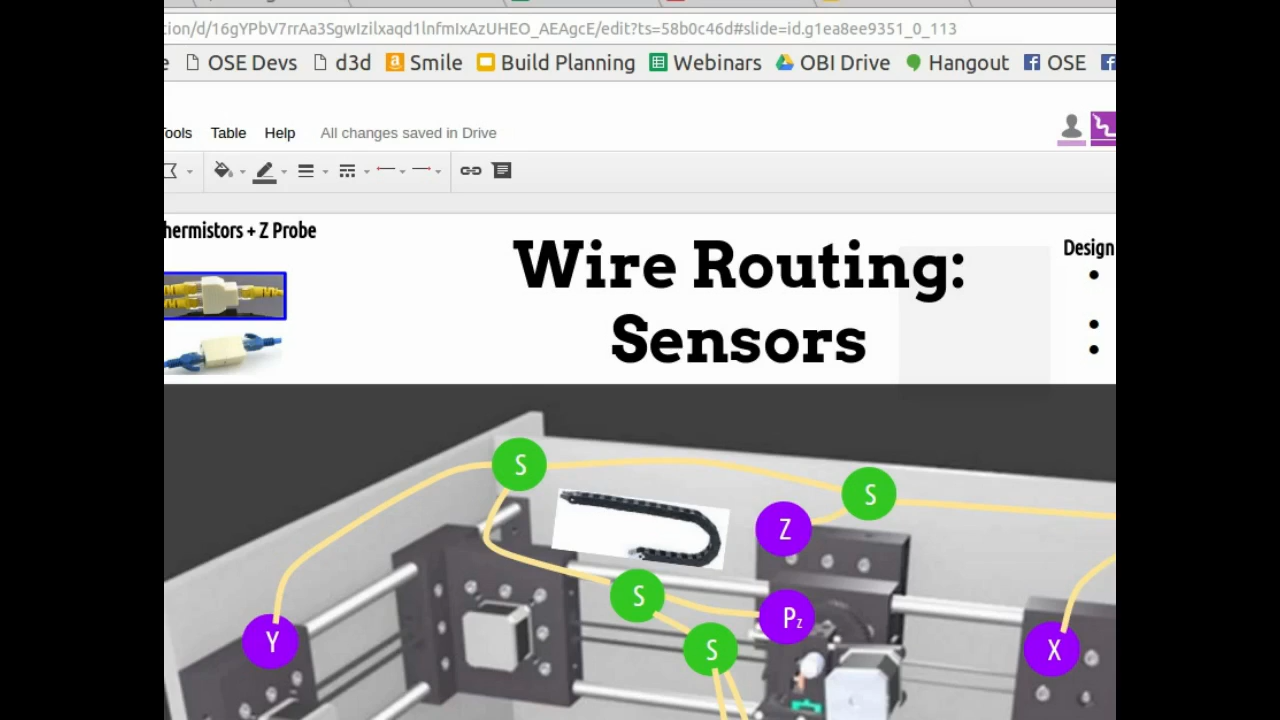 tion/d/16gYPbV7rrAa3SgwIzilxaqd1lnfmIxAzUHEO_AEAgcE/edit?ts=58b0c46d#slide=id.g1ea8ee9351_0_113
e OSE Devs d3d Smile Build Planning Webinars OBI Drive Hangout OSE
ools Table Help All changes saved in Drive
hermistors + Z Probe
Wire Routing:
Sensors
Design
S
S
Z
S
Pz
Y
S
X